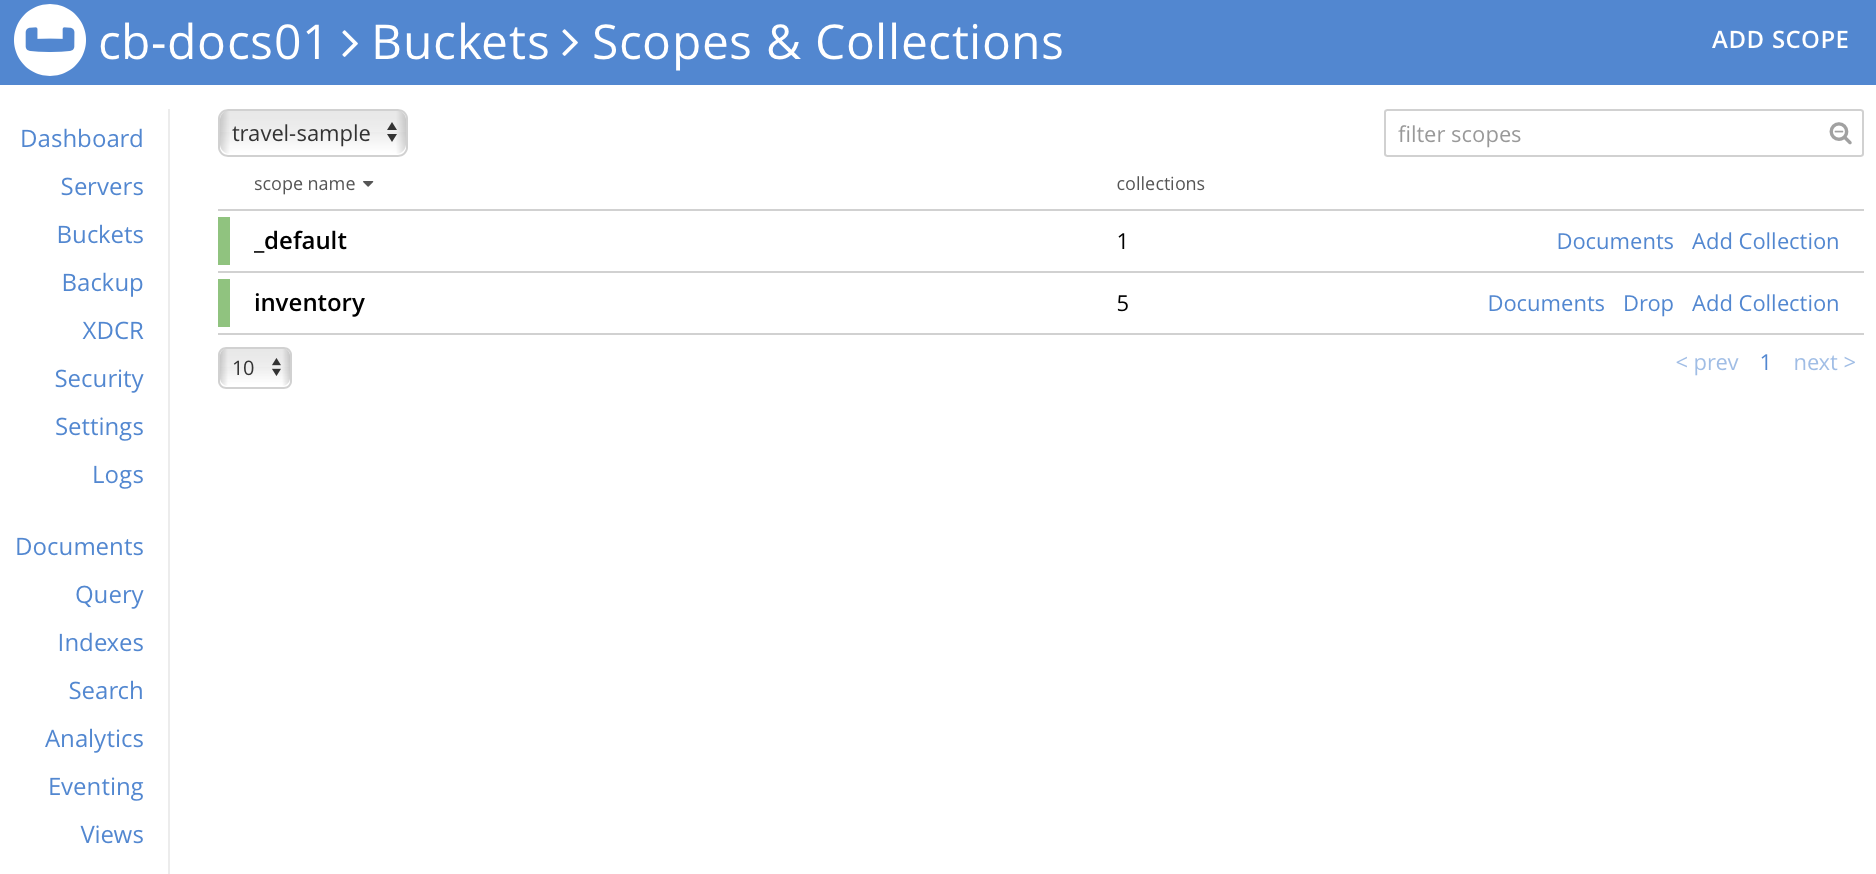 cb-docs01 > Buckets > Scopes & Collections
ADD SCOPE
Dashboard
Servers
Buckets
Backup
XDCR
Security
Settings
Logs
Documents
Query
Indexes
Search
Analytics
Eventing
Views
travel-sample
filter scopes
scope name collections
_default 1 Documents Add Collection
inventory 5 Documents Drop Add Collection
10
< prev 1 next >